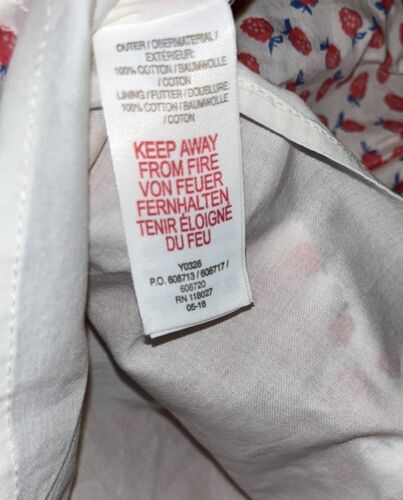 OUTER / OBERMATERIAL /
EXTÉRIEUR:
100% COTTON / BAUMWOLLE
/ COTON
LINING / FUTTER / DOUBLURE:
100% COTTON / BAUMWOLLE
/ COTON
KEEP AWAY
FROM FIRE
VON FEUER
FERNHALTEN
TENIR ÉLOIGNÉ
DU FEU
Y0326
P.O. 606713 / 606717 /
606720
RN 118027
05-18